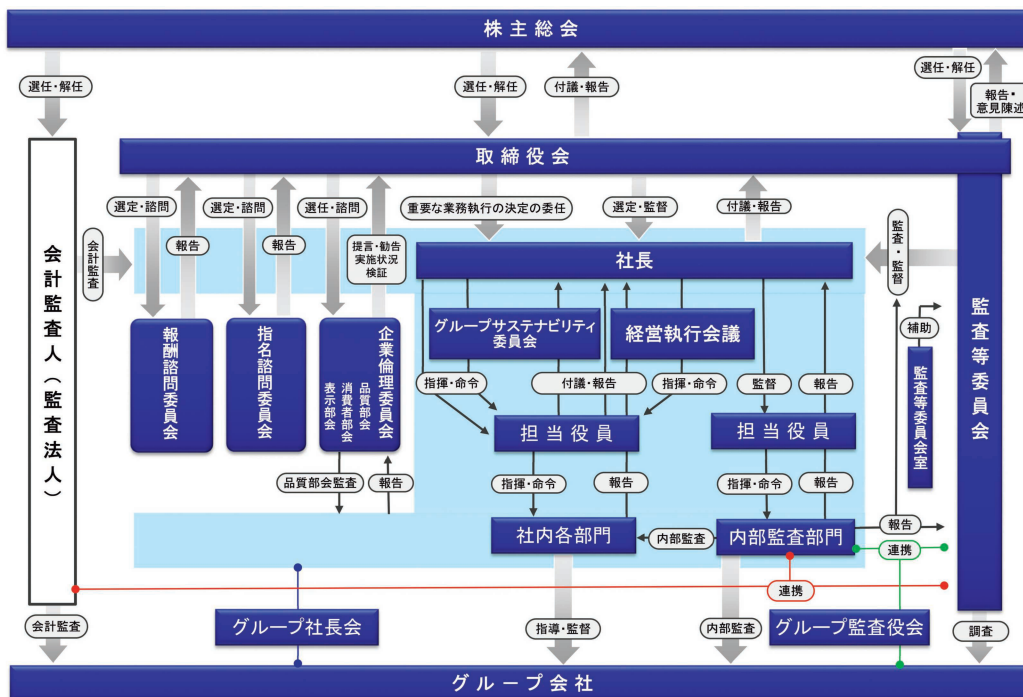 株主総会
選任・解任
選任・解任
付議・報告
選任・解任
報告・
意見陳述
取締役会
選定・諮問
報告
選定・諮問
報告
選任・諮問
提言・勧告
実施状況
検証
重要な業務執行の決定の委任
選定・監督
付議・報告
会計監査人（監査法人）
会計監査
監査・監督
監査等委員会
社長
グループサステナビリティ
委員会
経営執行会議
補助
監査等委員会室
報酬諮問委員会
指名諮問委員会
企業倫理委員会
品質部会
消費者部会
表示部会
指揮・命令
付議・報告
指揮・命令
監督
報告
担当役員
担当役員
品質部会監査
報告
指揮・命令
報告
指揮・命令
報告
社内各部門
内部監査
内部監査部門
報告
連携
連携
グループ社長会
グループ監査役会
会計監査
指導・監督
内部監査
調査
グループ会社